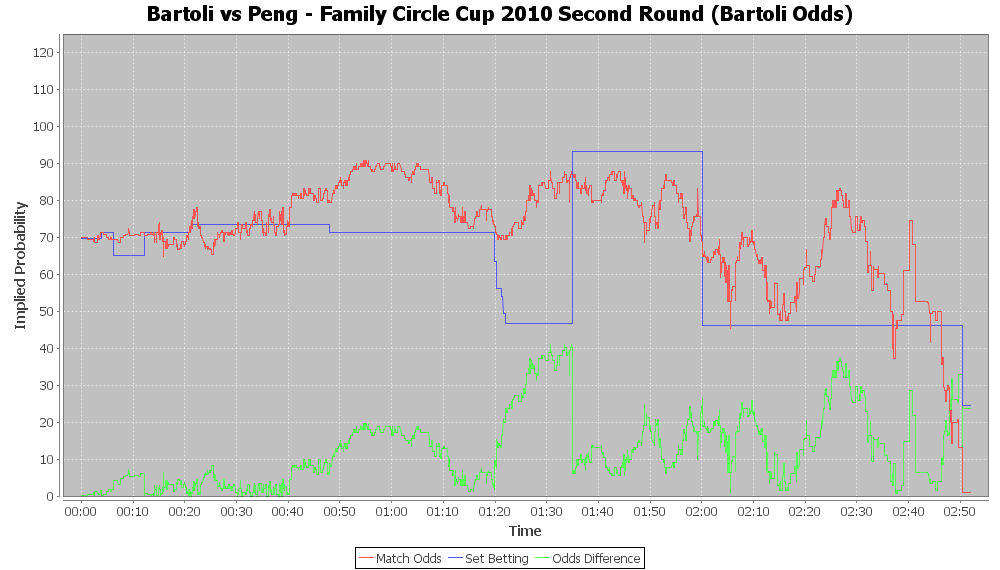 Bartoli vs Peng - Family Circle Cup 2010 Second Round (Bartoli Odds)
120
110
100
90
80
70
60
50
40
30
20
10
0
Implied Probability
00:00 00:10 00:20 00:30 00:40 00:50 01:00 01:10 01:20 01:30 01:40 01:50 02:00 02:10 02:20 02:30 02:40 02:50
Time
Match Odds Set Betting Odds Difference